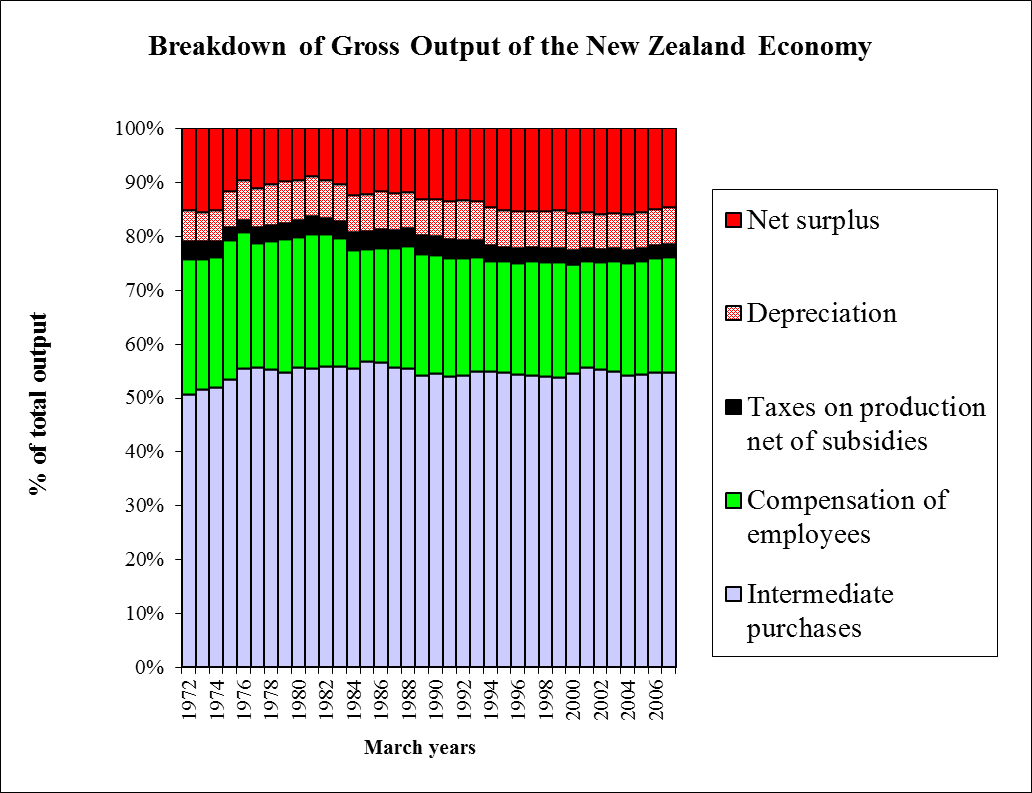 Breakdown of Gross Output of the New Zealand Economy
100%
90%
80%
70%
60%
50%
40%
30%
20%
10%
0%
% of total output
1972
1974
1976
1978
1980
1982
1984
1986
1988
1990
1992
1994
1996
1998
2000
2002
2004
2006
March years
Net surplus
Depreciation
Taxes on production
net of subsidies
Compensation of
employees
Intermediate
purchases